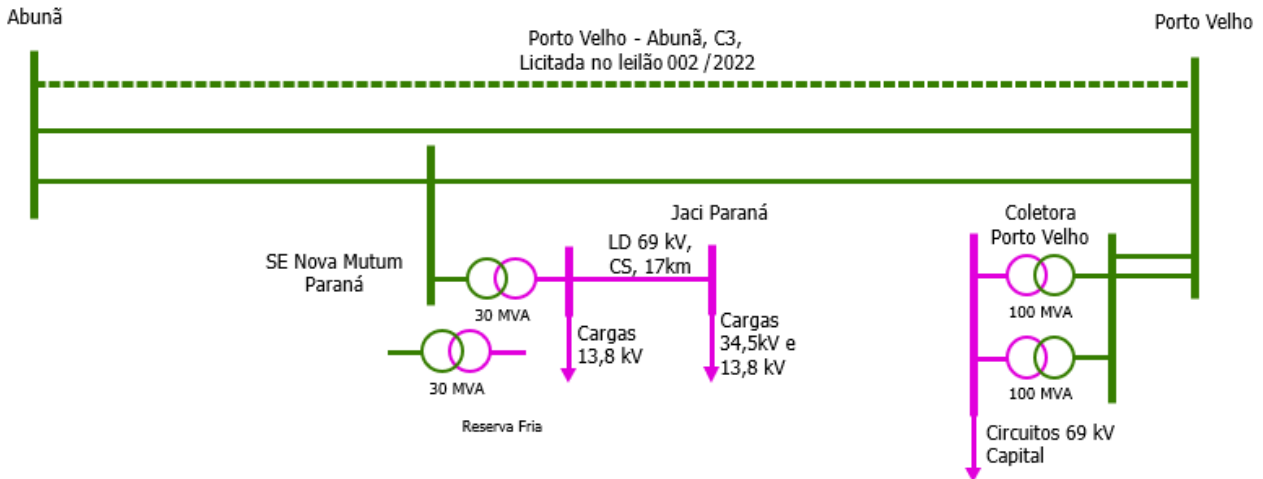 Abunã
Porto Velho
Porto Velho - Abunã, C3,
Licitada no leilão 002 /2022
SE Nova Mutum
Paraná
30 MVA
30 MVA
Reserva Fria
Cargas
13,8 kV
LD 69 kV,
CS, 17km
Jaci Paraná
Cargas
34,5kV e
13,8 kV
Coletora
Porto Velho
100 MVA
100 MVA
Circuitos 69 kV
Capital